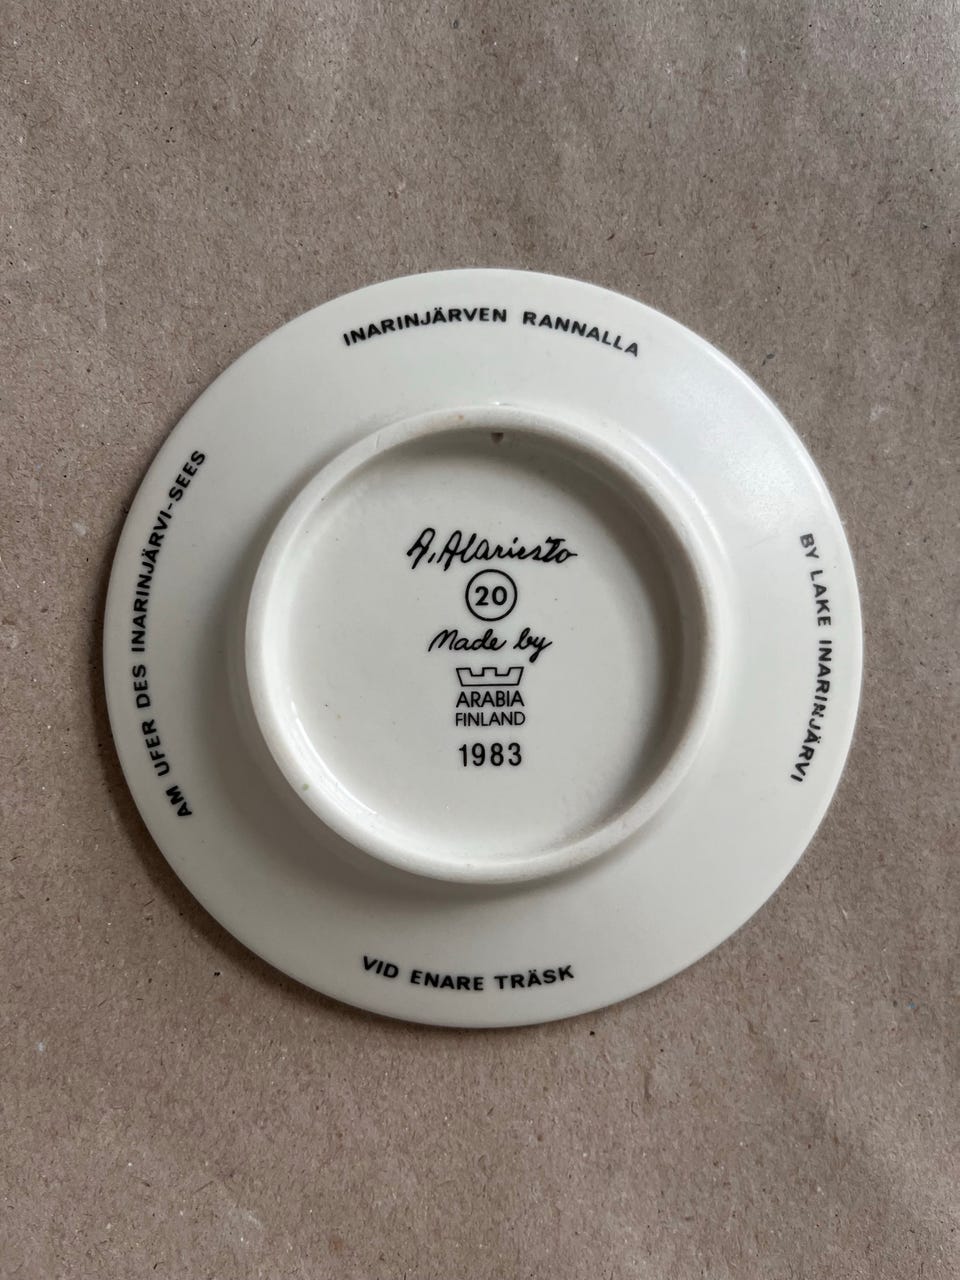 INARINJÄRVEN RANNALLA
BY LAKE INARINJÄRVI
VID ENARE TRÄSK
AM UFER DES INARINJÄRVI-SEES
A. Alariesto
20
Made by
ARABIA
FINLAND
1983